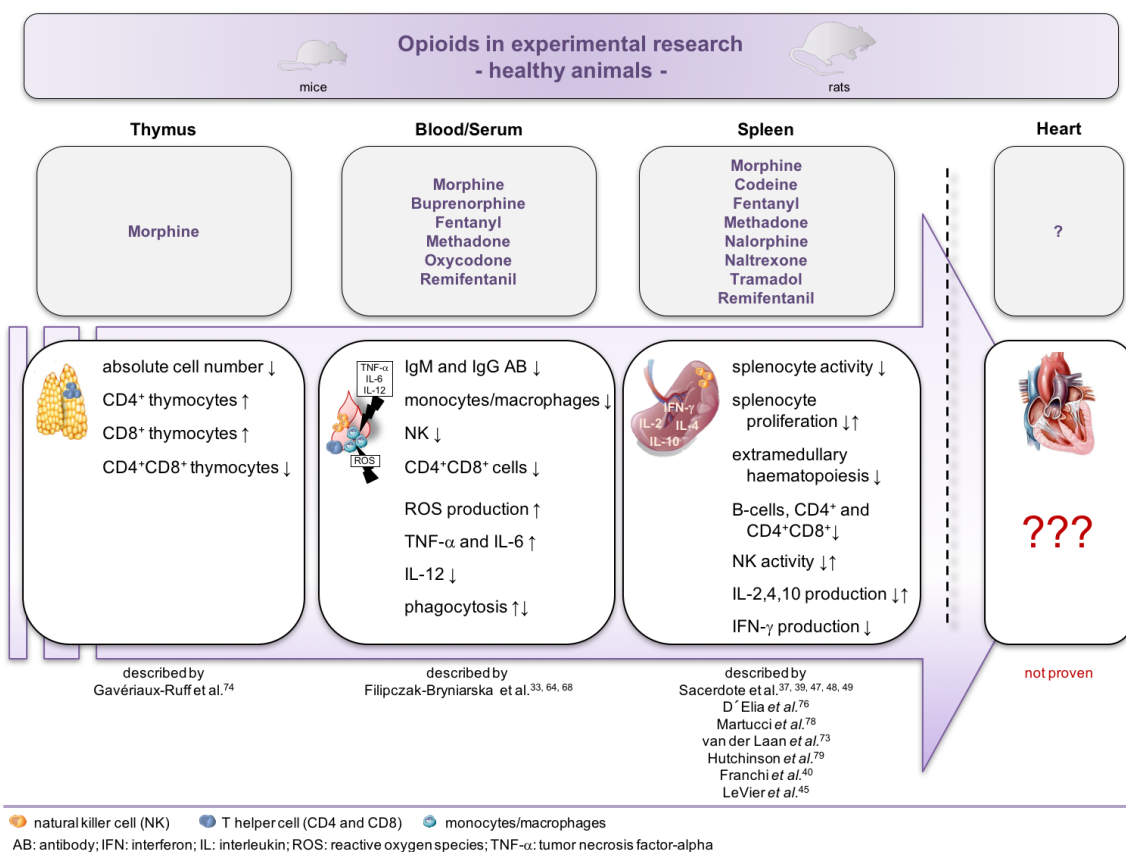 Opioids in experimental research
- healthy animals -
mice
rats
Thymus
Morphine
absolute cell number ↓
CD4⁺ thymocytes ↑
CD8⁺ thymocytes ↑
CD4⁺CD8⁺ thymocytes ↓
described by
Gavériaux-Ruff et al.⁷⁴
Blood/Serum
Morphine
Buprenorphine
Fentanyl
Methadone
Oxycodone
Remifentanil
TNF-α
IL-6
IL-12
ROS
IgM and IgG AB ↓
monocytes/macrophages ↓
NK ↓
CD4⁺CD8⁺ cells ↓
ROS production ↑
TNF-α and IL-6 ↑
IL-12 ↓
phagocytosis ↑↓
described by
Filipczak-Bryniarska et al.³³, ⁶⁴, ⁶⁸
Spleen
Morphine
Codeine
Fentanyl
Methadone
Nalorphine
Naltrexone
Tramadol
Remifentanil
IFN-γ
IL-2
IL-4
IL-10
splenocyte activity ↓
splenocyte
proliferation ↓↑
extramedullary
haematopoiesis ↓
B-cells, CD4⁺ and
CD4⁺CD8⁺↓
NK activity ↓↑
IL-2,4,10 production ↓↑
IFN-γ production ↓
described by
Sacerdote et al.³⁷, ³⁹, ⁴⁷, ⁴⁸, ⁴⁹
D´Elia et al.⁷⁶
Martucci et al.⁷⁸
van der Laan et al.⁷³
Hutchinson et al.⁷⁹
Franchi et al.⁴⁰
LeVier et al.⁴⁵
Heart
?
???
not proven
natural killer cell (NK)
T helper cell (CD4 and CD8)
monocytes/macrophages
AB: antibody; IFN: interferon; IL: interleukin; ROS: reactive oxygen species; TNF-α: tumor necrosis factor-alpha